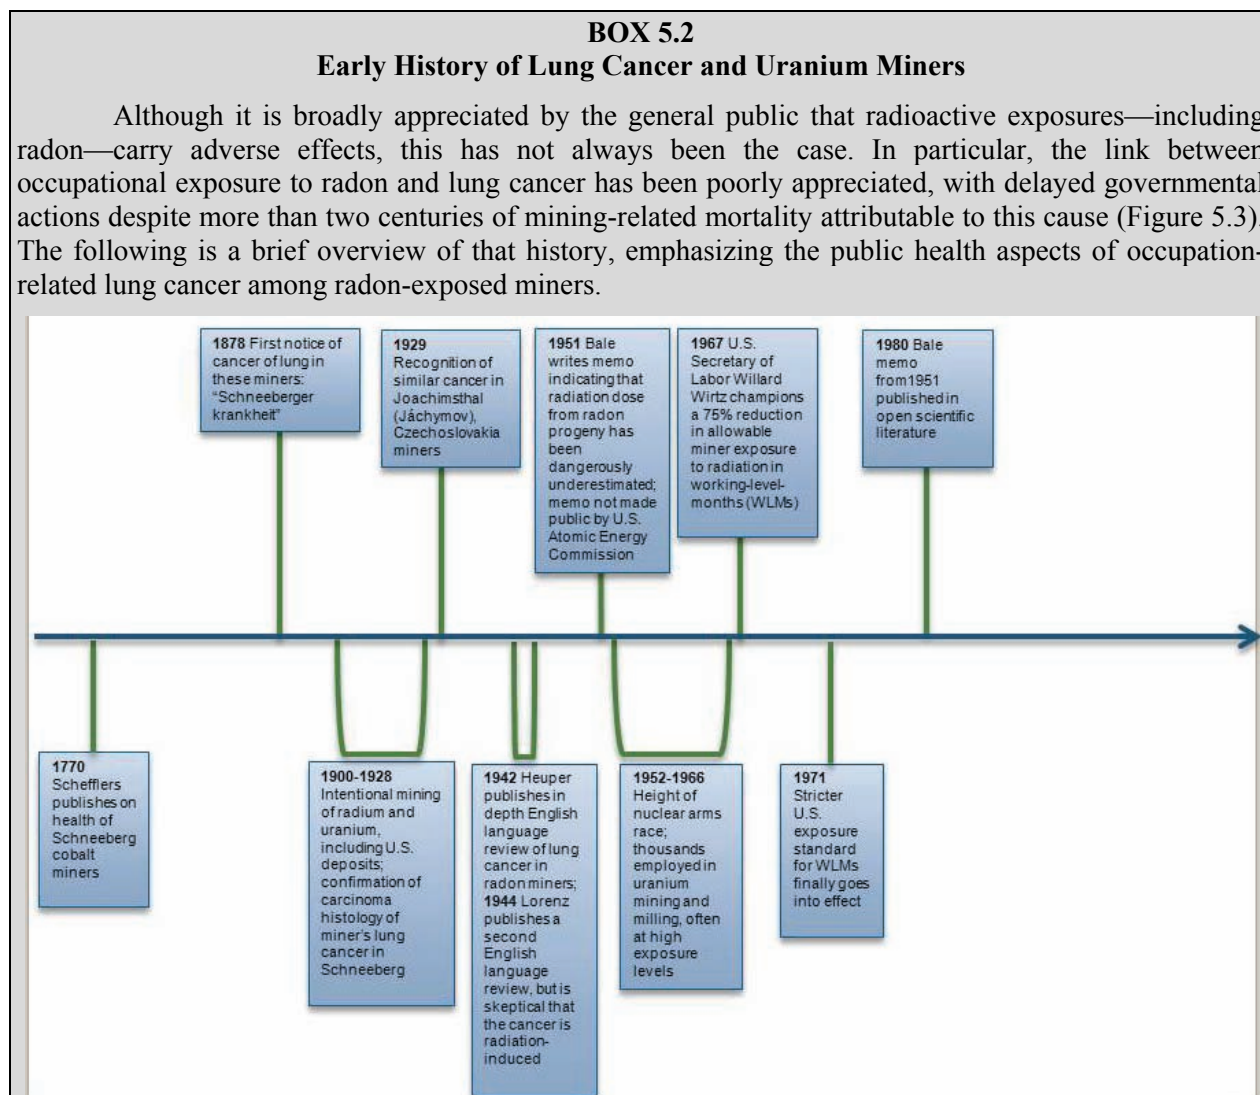 BOX 5.2
Early History of Lung Cancer and Uranium Miners
Although it is broadly appreciated by the general public that radioactive exposures—including
radon—carry adverse effects, this has not always been the case. In particular, the link between
occupational exposure to radon and lung cancer has been poorly appreciated, with delayed governmental
actions despite more than two centuries of mining-related mortality attributable to this cause (Figure 5.3).
The following is a brief overview of that history, emphasizing the public health aspects of occupation-
related lung cancer among radon-exposed miners.
1878 First notice of
cancer of lung in
these miners:
"Schneeberger
krankheit"
1929
Recognition of
similar cancer in
Joachimsthal
(Jáchymov),
Czechoslovakia
miners
1951 Bale
writes memo
indicating that
radiation dose
from radon
progeny has
been
dangerously
underestimated;
memo not made
public by U.S.
Atomic Energy
Commission
1967 U.S.
Secretary of
Labor Willard
Wirtz champions
a 75% reduction
in allowable
miner exposure
to radiation in
working-level-
months (WLMs)
1980 Bale
memo
from 1951
published in
open scientific
literature
1770
Schefflers
publishes on
health of
Schneeberg
cobalt
miners
1900-1928
Intentional mining
of radium and
uranium,
including U.S.
deposits;
confirmation of
carcinoma
histology of
miner's lung
cancer in
Schneeberg
1942 Heuper
publishes in
depth English
language
review of lung
cancer in
radon miners;
1944 Lorenz
publishes a
second
English
language
review, but is
skeptical that
the cancer is
radiation-
induced
1952-1966
Height of
nuclear arms
race;
thousands
employed in
uranium
mining and
milling, often
at high
exposure
levels
1971
Stricter
U.S.
exposure
standard
for WLMs
finally goes
into effect